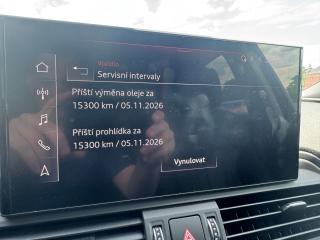 Vozidlo
Servisní intervaly
Příští výměna oleje za
15300 km / 05.11.2026
Příští prohlídka za
15300 km / 05.11.2026
Vynulovat